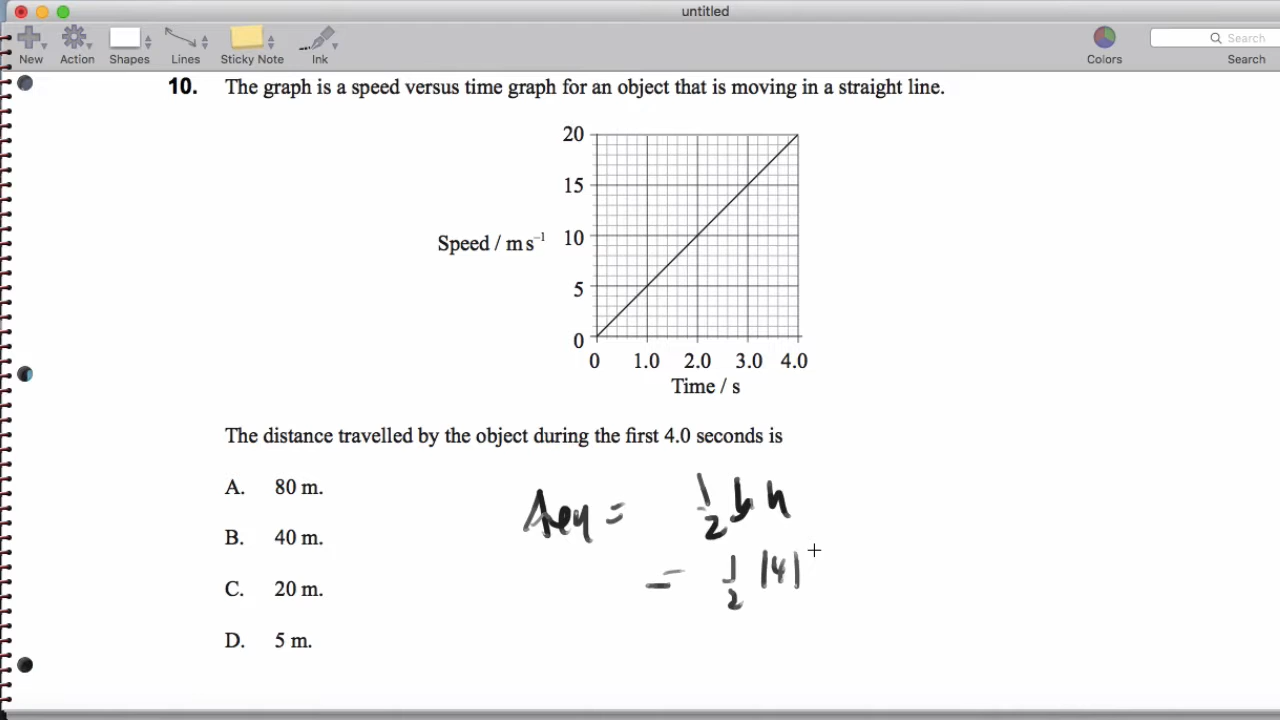 untitled
New Action Shapes Lines Sticky Note Ink Colors Search
Search
10. The graph is a speed versus time graph for an object that is moving in a straight line.
20
15
Speed / m s⁻¹ 10
5
0
0 1.0 2.0 3.0 4.0
Time / s
The distance travelled by the object during the first 4.0 seconds is
A. 80 m.
B. 40 m.
C. 20 m.
D. 5 m.
= 1/2 b h
= 1/2 (4)